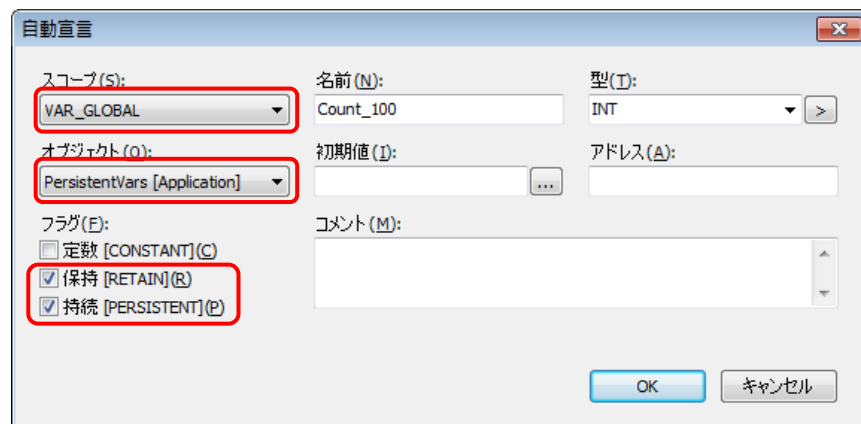 自動宣言
スコープ(S): 名前(N): 型(T):
VAR_GLOBAL Count_100 INT >
オブジェクト(O): 初期値(I): アドレス(A):
PersistentVars [Application] ...
フラグ(F): コメント(M):
定数 [CONSTANT](C)
保持 [RETAIN](R)
持続 [PERSISTENT](P)
OK キャンセル